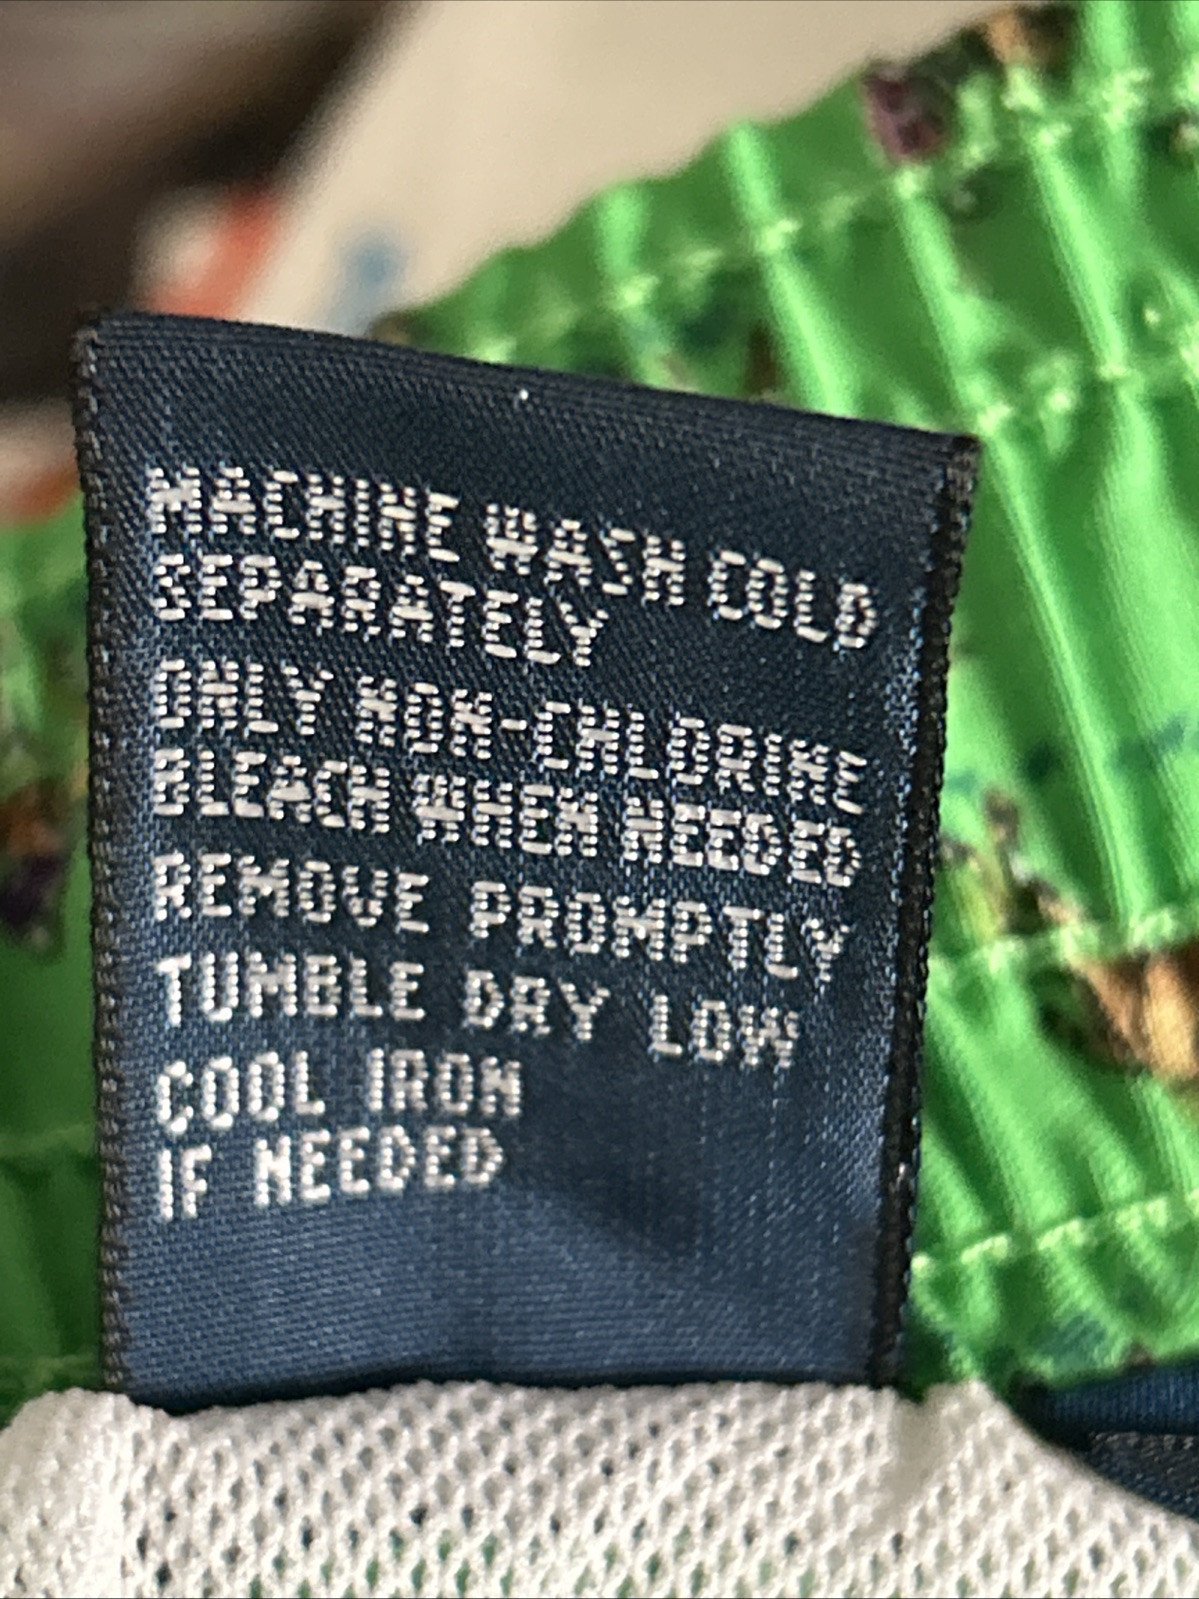 MACHINE WASH COLD
SEPARATELY
ONLY NON-CHLORINE
BLEACH WHEN NEEDED
REMOVE PROMPTLY
TUMBLE DRY LOW
COOL IRON
IF NEEDED